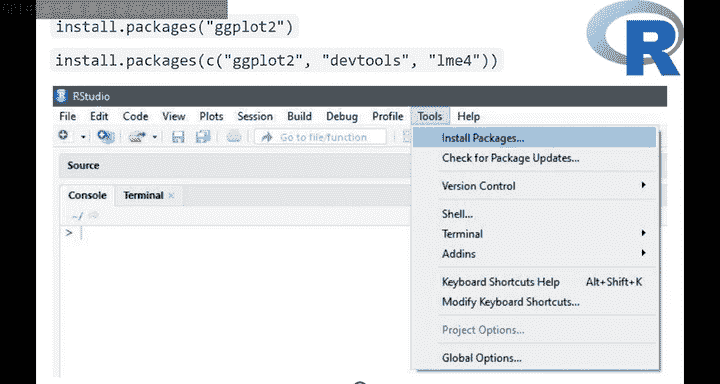 install.packages("ggplot2")
install.packages(c("ggplot2", "devtools", "lme4"))
R
RStudio
File Edit Code View Plots Session Build Debug Profile Tools Help
Go to file/function
Install Packages...
Check for Package Updates...
Source
Version Control
Console Terminal
~/
Shell...
>
Terminal
Addins
Keyboard Shortcuts Help Alt+Shift+K
Modify Keyboard Shortcuts...
Project Options...
Global Options...